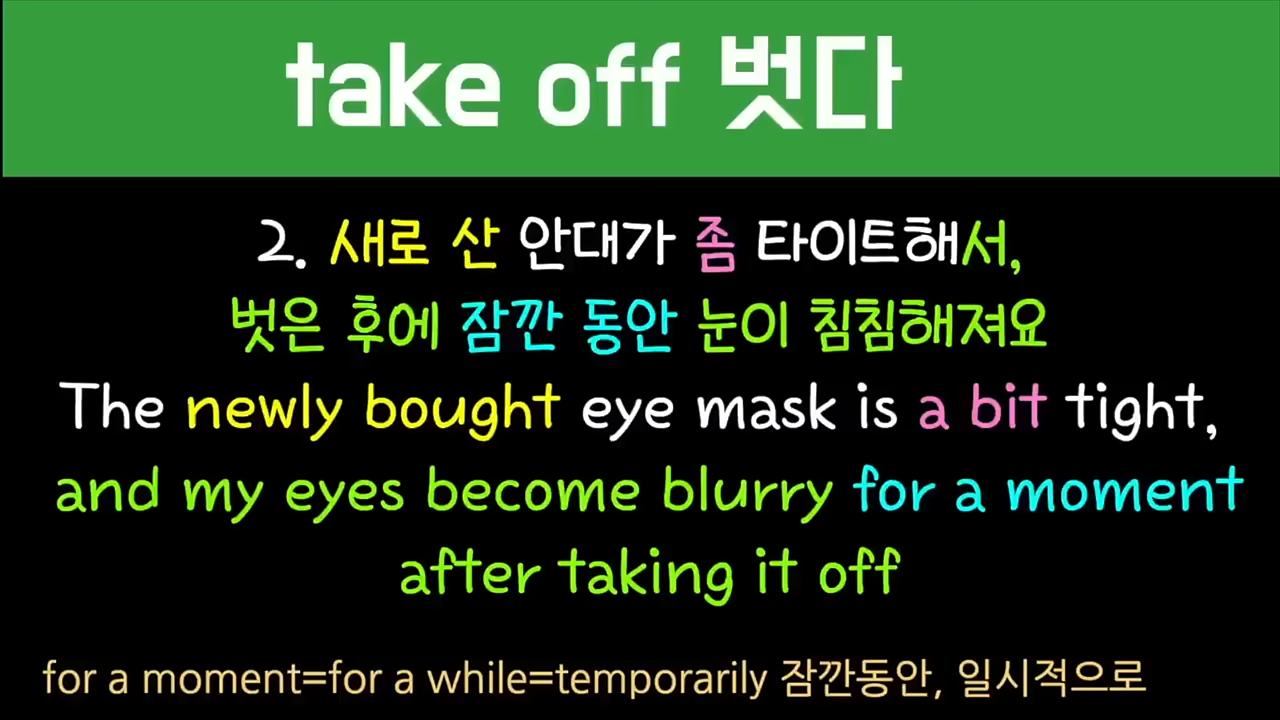 take off 벗다
2. 새로 산 안대가 좀 타이트해서,
벗은 후에 잠깐 동안 눈이 침침해져요
The newly bought eye mask is a bit tight,
and my eyes become blurry for a moment
after taking it off
for a moment=for a while=temporarily 잠깐동안, 일시적으로